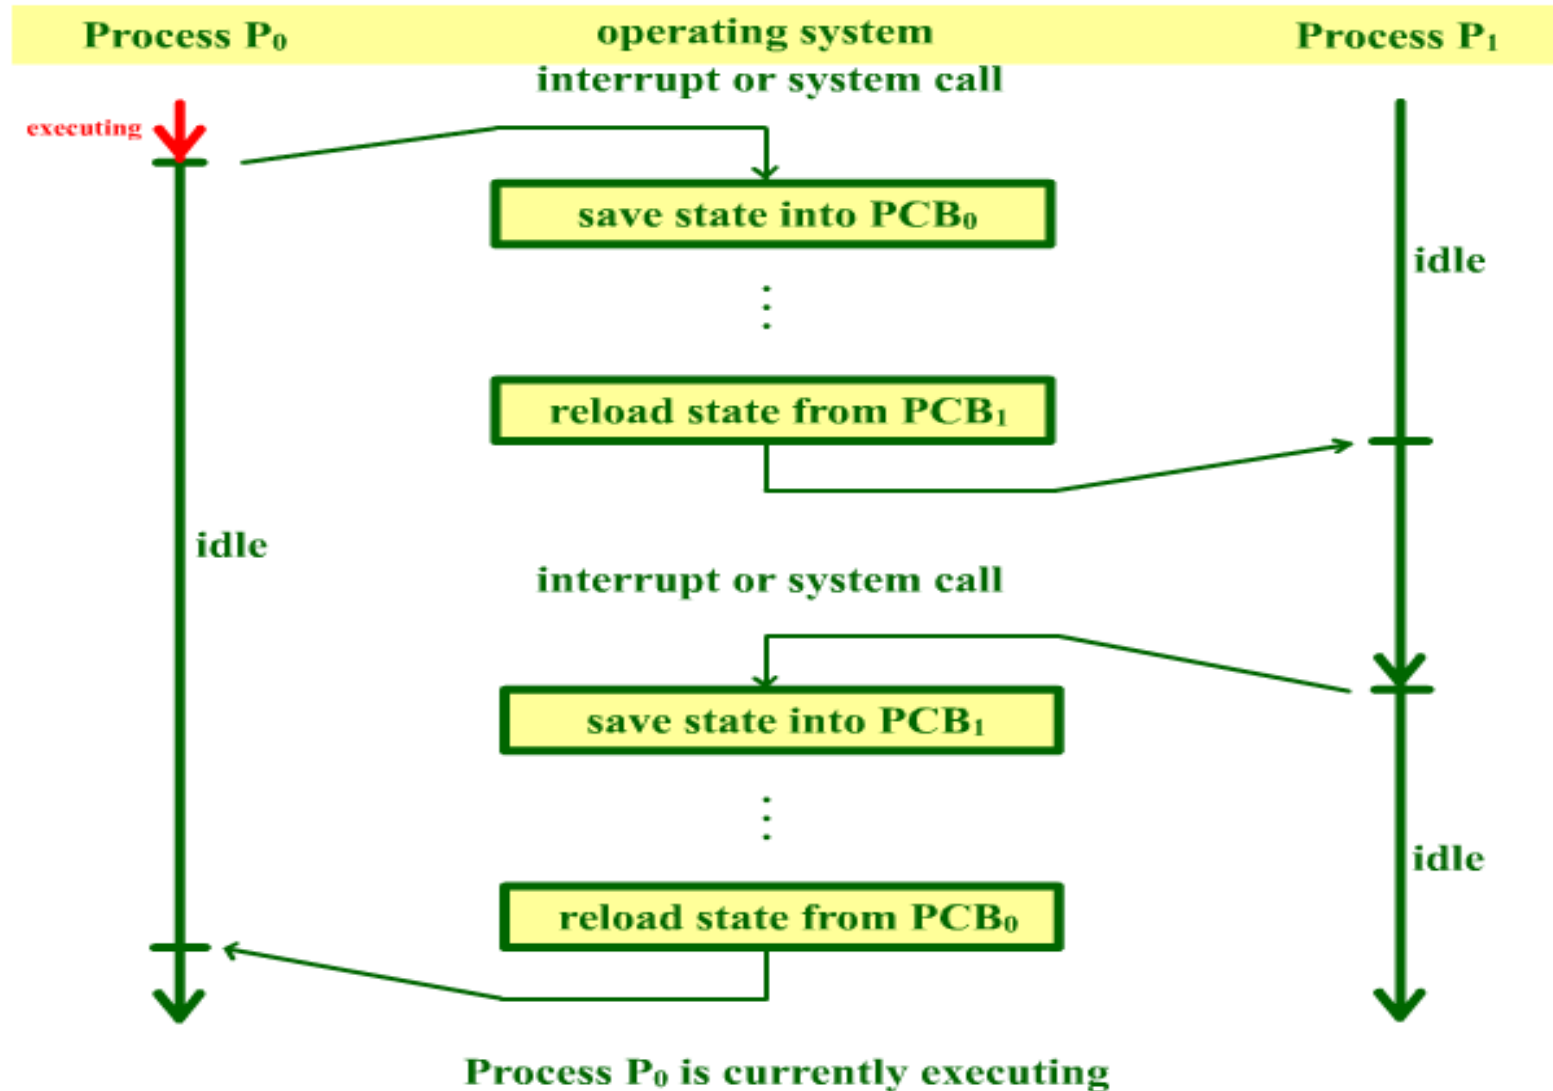 Process P₀ operating system Process P₁
interrupt or system call
executing
save state into PCB₀
idle
reload state from PCB₁
idle
interrupt or system call
save state into PCB₁
idle
reload state from PCB₀
Process P₀ is currently executing